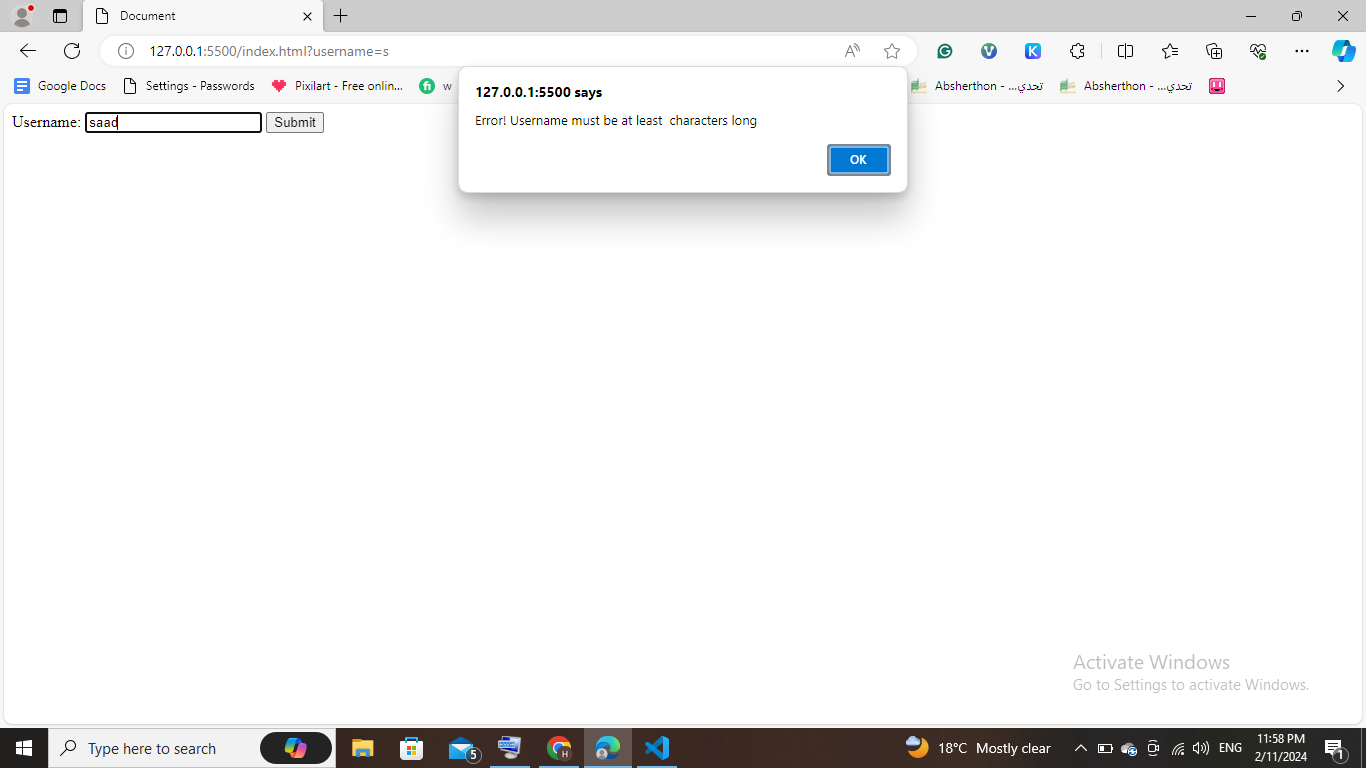 Document
127.0.0.1:5500/index.html?username=s
Google Docs
Settings - Passwords
Pixilart - Free onlin...
w
Absherthon - ...تحدي
Absherthon - ...تحدي
127.0.0.1:5500 says
Error! Username must be at least  characters long
OK
Username: saad Submit
Activate Windows
Go to Settings to activate Windows.
Type here to search
5
H
18°C Mostly clear
ENG
11:58 PM
2/11/2024
1